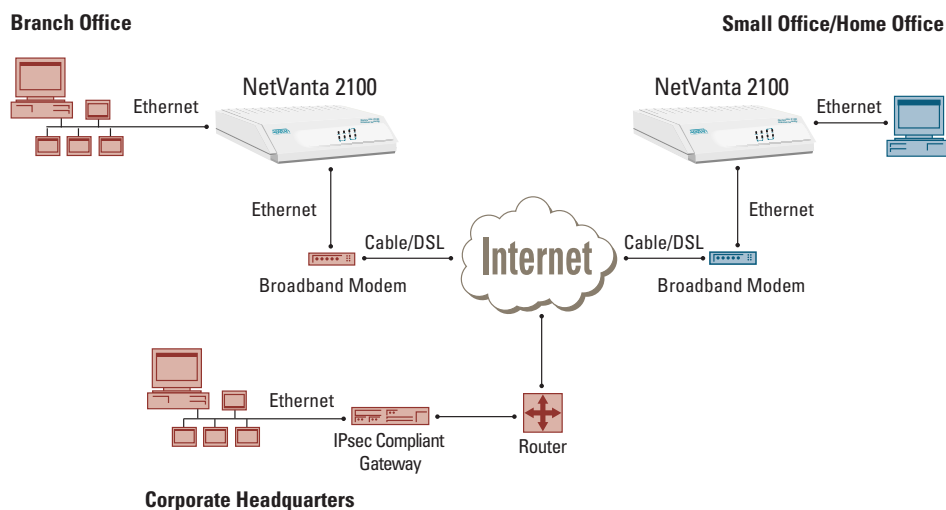 Branch Office
Small Office/Home Office
NetVanta 2100
NetVanta 2100
Ethernet
Ethernet
Ethernet
Ethernet
Cable/DSL
Internet
Cable/DSL
Broadband Modem
Broadband Modem
Ethernet
IPsec Compliant
Gateway
Router
Corporate Headquarters